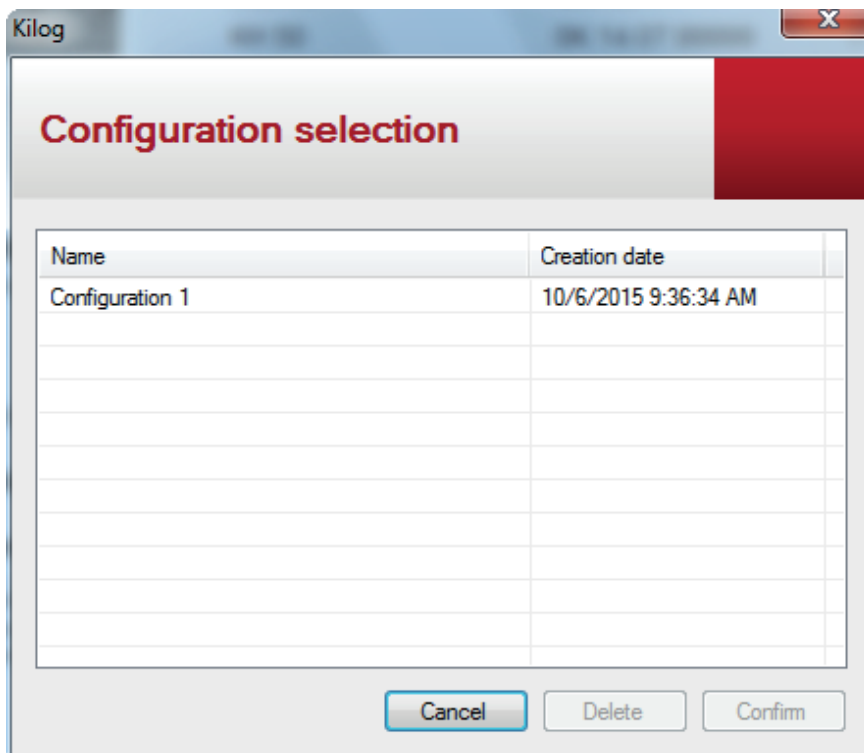 Kilog
Configuration selection
Name Creation date
Configuration 1 10/6/2015 9:36:34 AM
Cancel Delete Confirm